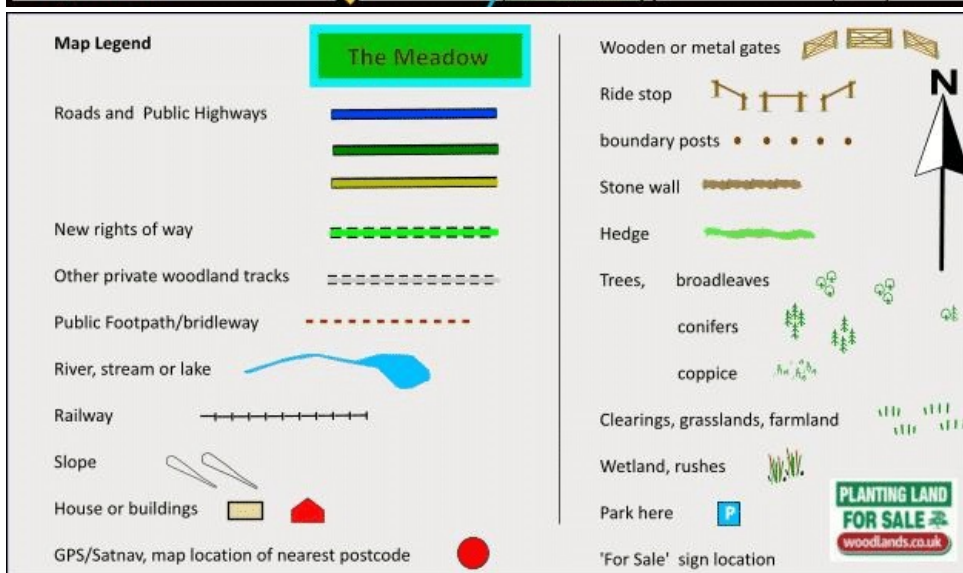 Map Legend
The Meadow
Roads and Public Highways
New rights of way
Other private woodland tracks
Public Footpath/bridleway
River, stream or lake
Railway
Slope
House or buildings
GPS/Satnav, map location of nearest postcode
Wooden or metal gates
Ride stop
boundary posts
Stone wall
Hedge
Trees, broadleaves
conifers
coppice
Clearings, grasslands, farmland
Wetland, rushes
Park here P
'For Sale' sign location
N
PLANTING LAND
FOR SALE
woodlands.co.uk